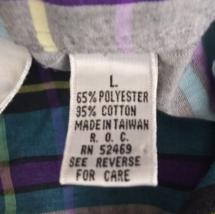 L.
65% POLYESTER
35% COTTON
MADE IN TAIWAN
R. O. C.
RN 52469
SEE REVERSE
FOR CARE